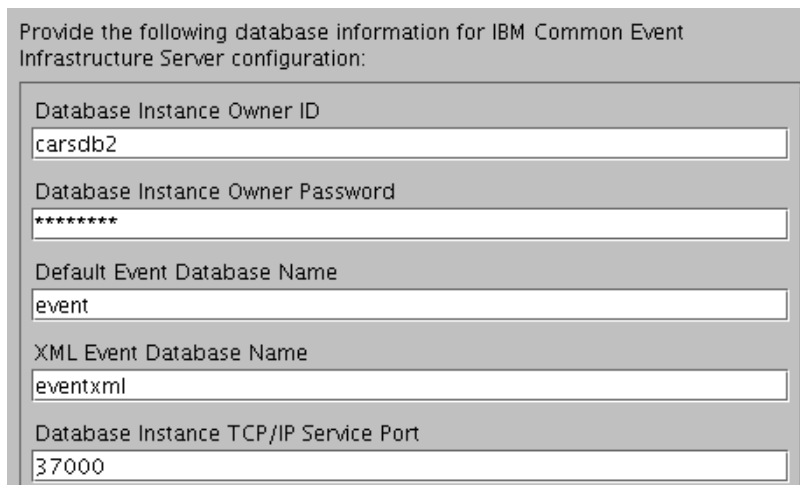 Provide the following database information for IBM Common Event
Infrastructure Server configuration:
Database Instance Owner ID
carsdb2
Database Instance Owner Password
********
Default Event Database Name
event
XML Event Database Name
eventxml
Database Instance TCP/IP Service Port
37000